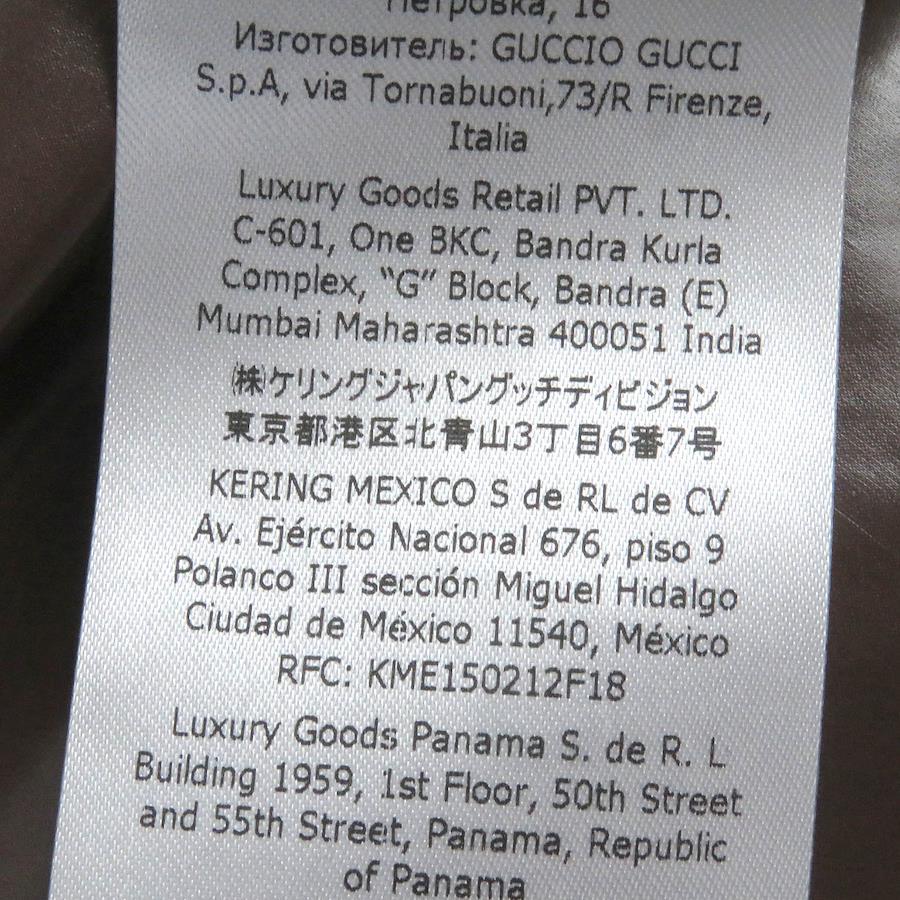 Петровка, 16
Изготовитель: GUCCIO GUCCI
S.p.A, via Tornabuoni,73/R Firenze,
Italia
Luxury Goods Retail PVT. LTD.
C-601, One BKC, Bandra Kurla
Complex, “G” Block, Bandra (E)
Mumbai Maharashtra 400051 India
㈱ケリングジャパングッチディビジョン
東京都港区北青山3丁目6番7号
KERING MEXICO S de RL de CV
Av. Ejército Nacional 676, piso 9
Polanco III sección Miguel Hidalgo
Ciudad de México 11540, México
RFC: KME150212F18
Luxury Goods Panama S. de R. L
Building 1959, 1st Floor, 50th Street
and 55th Street, Panama, Republic
of Panama